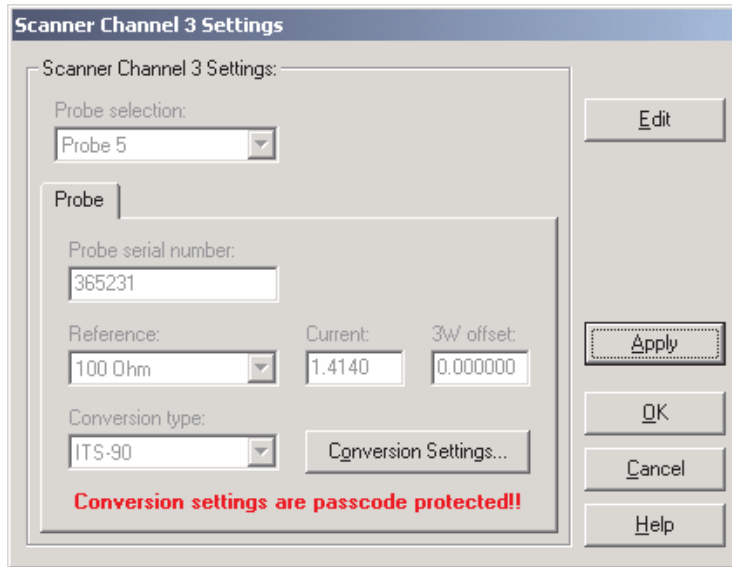 Scanner Channel 3 Settings
Scanner Channel 3 Settings:
Probe selection:
Probe 5
Edit
Probe
Probe serial number:
365231
Reference:
Current:
3W offset:
100 Ohm
1.4140
0.000000
Apply
Conversion type:
ITS-90
Conversion Settings...
OK
Cancel
Conversion settings are passcode protected!!
Help